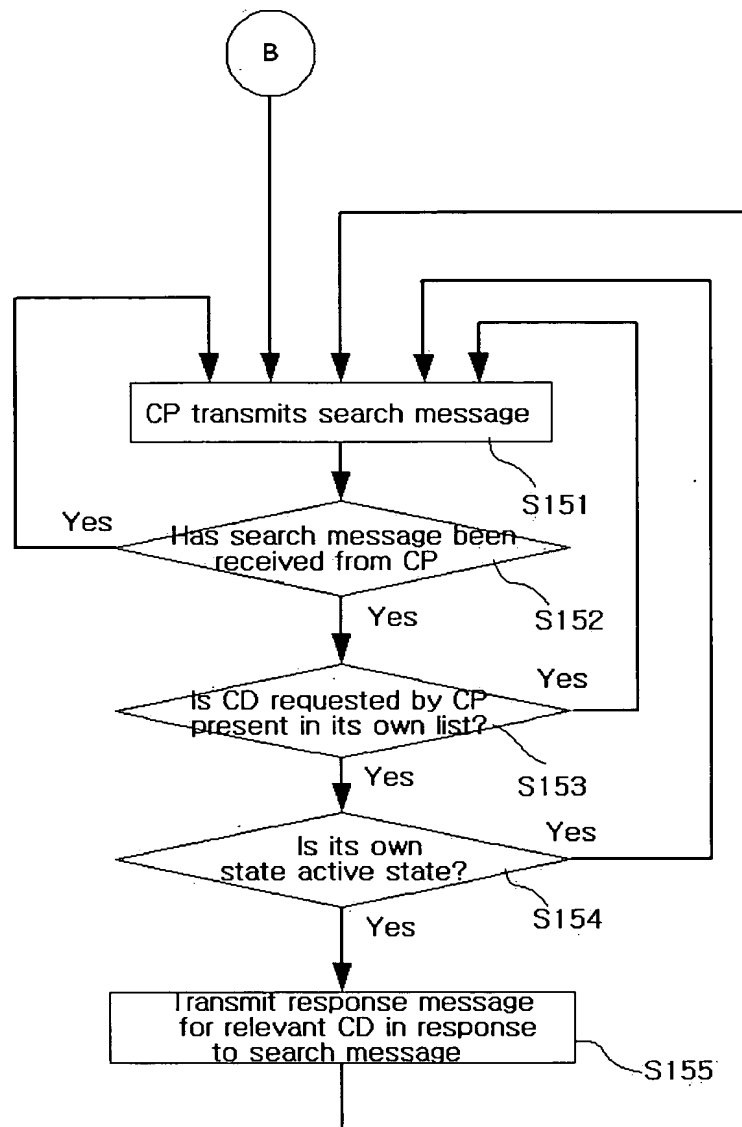 B
CP transmits search message
S151
Yes
Has search message been
received from CP
S152
Yes
Is CD requested by CP
present in its own list?
Yes
S153
Yes
Is its own
state active state?
Yes
S154
Yes
Transmit response message
for relevant CD in response
to search message
S155